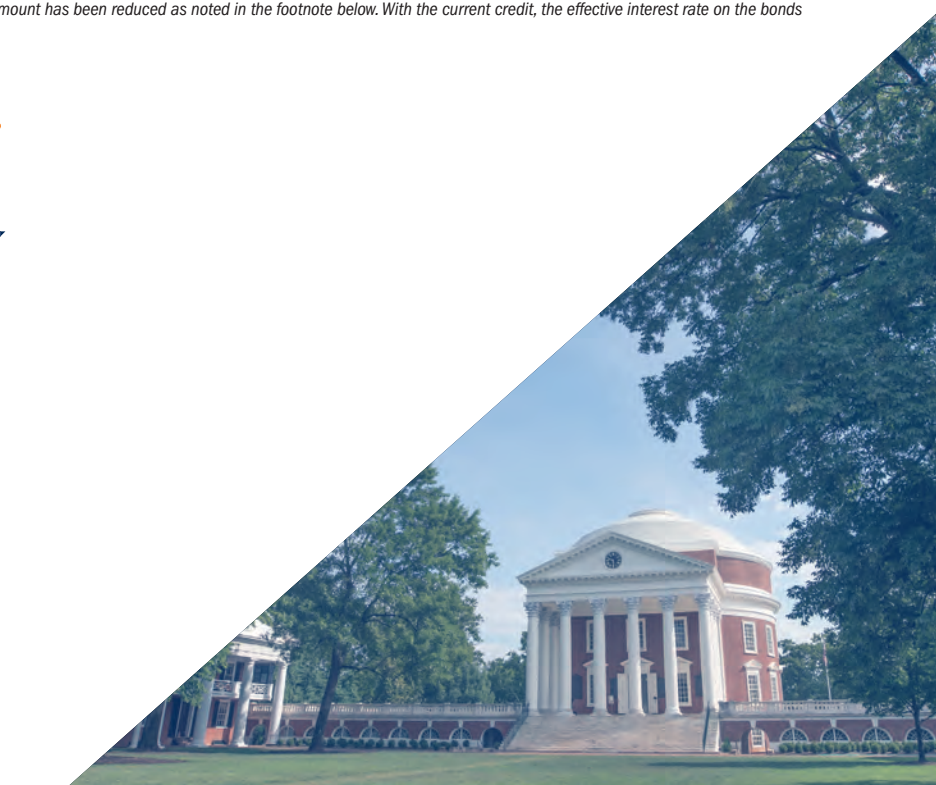 mount has been reduced as noted in the footnote below. With the current credit, the effective interest rate on the bonds